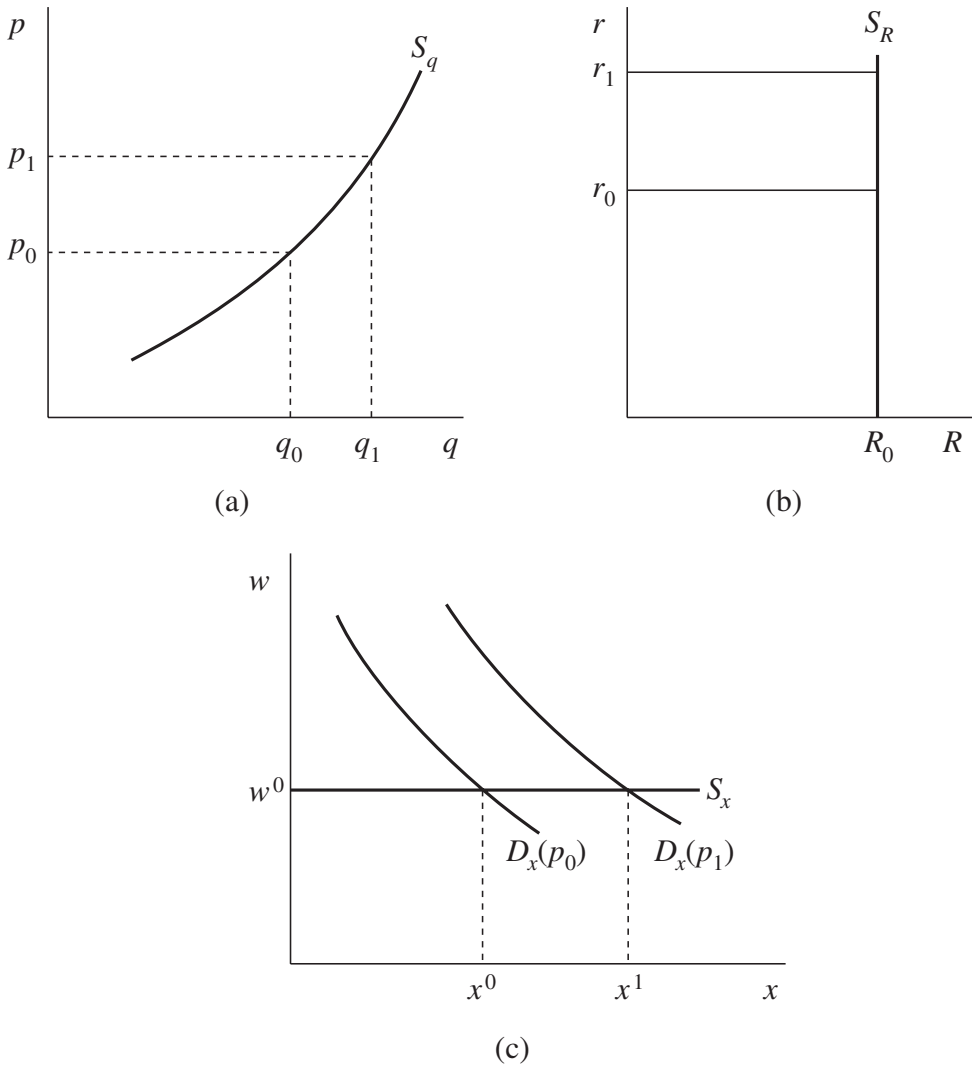 p
S_q
p_1
p_0
q_0 q_1 q
(a)
r
S_R
r_1
r_0
R_0 R
(b)
w
w^0
S_x
D_x(p_0) D_x(p_1)
x^0 x^1 x
(c)